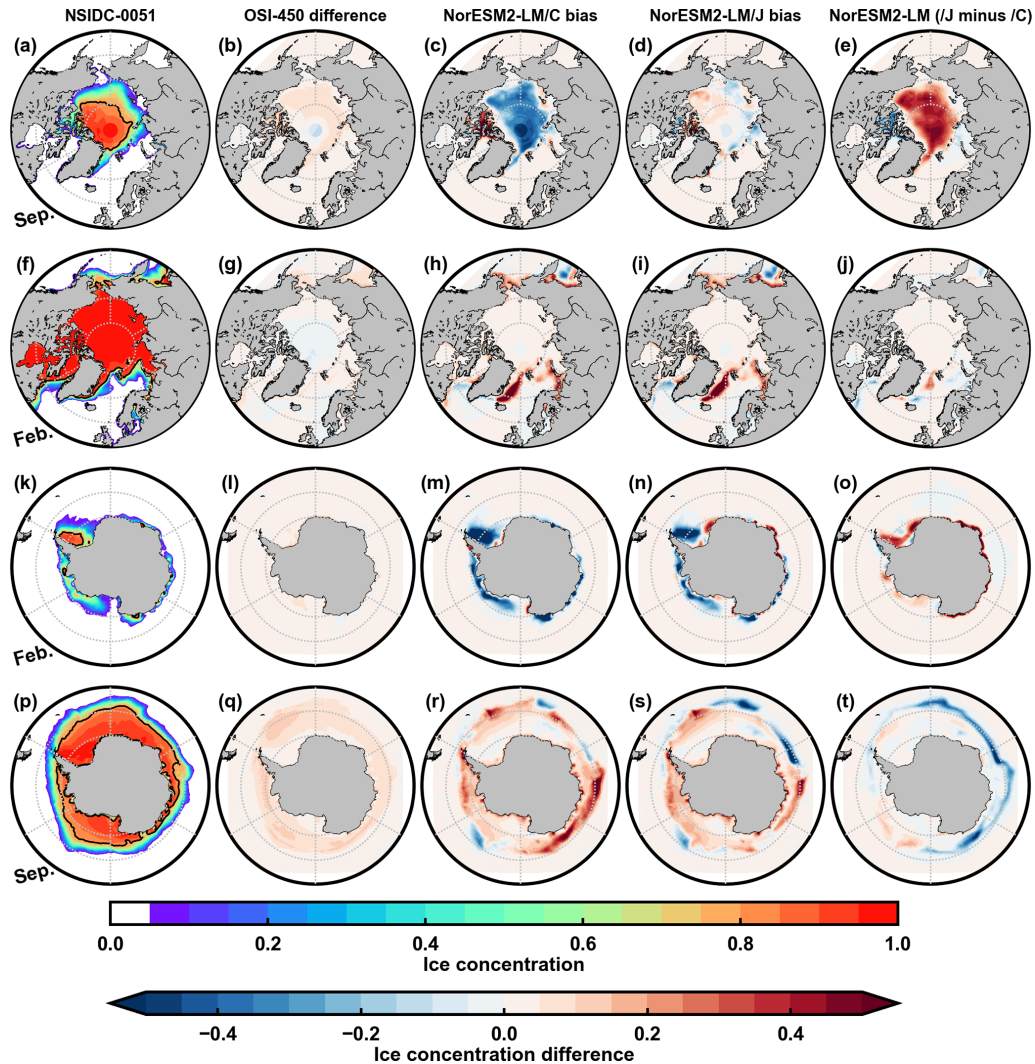 NSIDC-0051 OSI-450 difference NorESM2-LM/C bias NorESM2-LM/J bias NorESM2-LM (/J minus /C)
(a) (b) (c) (d) (e)
Sep.
(f) (g) (h) (i) (j)
Feb.
(k) (l) (m) (n) (o)
Feb.
(p) (q) (r) (s) (t)
Sep.
0.0 0.2 0.4 0.6 0.8 1.0
Ice concentration
−0.4 −0.2 0.0 0.2 0.4
Ice concentration difference